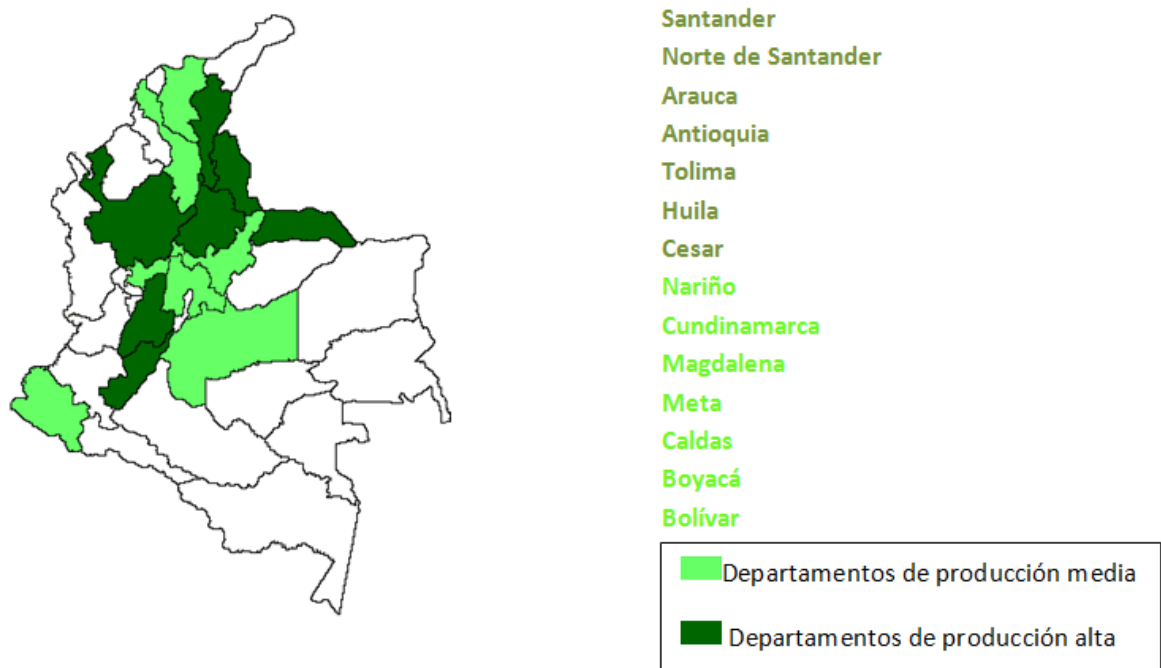 Santander
Norte de Santander
Arauca
Antioquia
Tolima
Huila
Cesar
Nariño
Cundinamarca
Magdalena
Meta
Caldas
Boyacá
Bolívar
Departamentos de producción media
Departamentos de producción alta